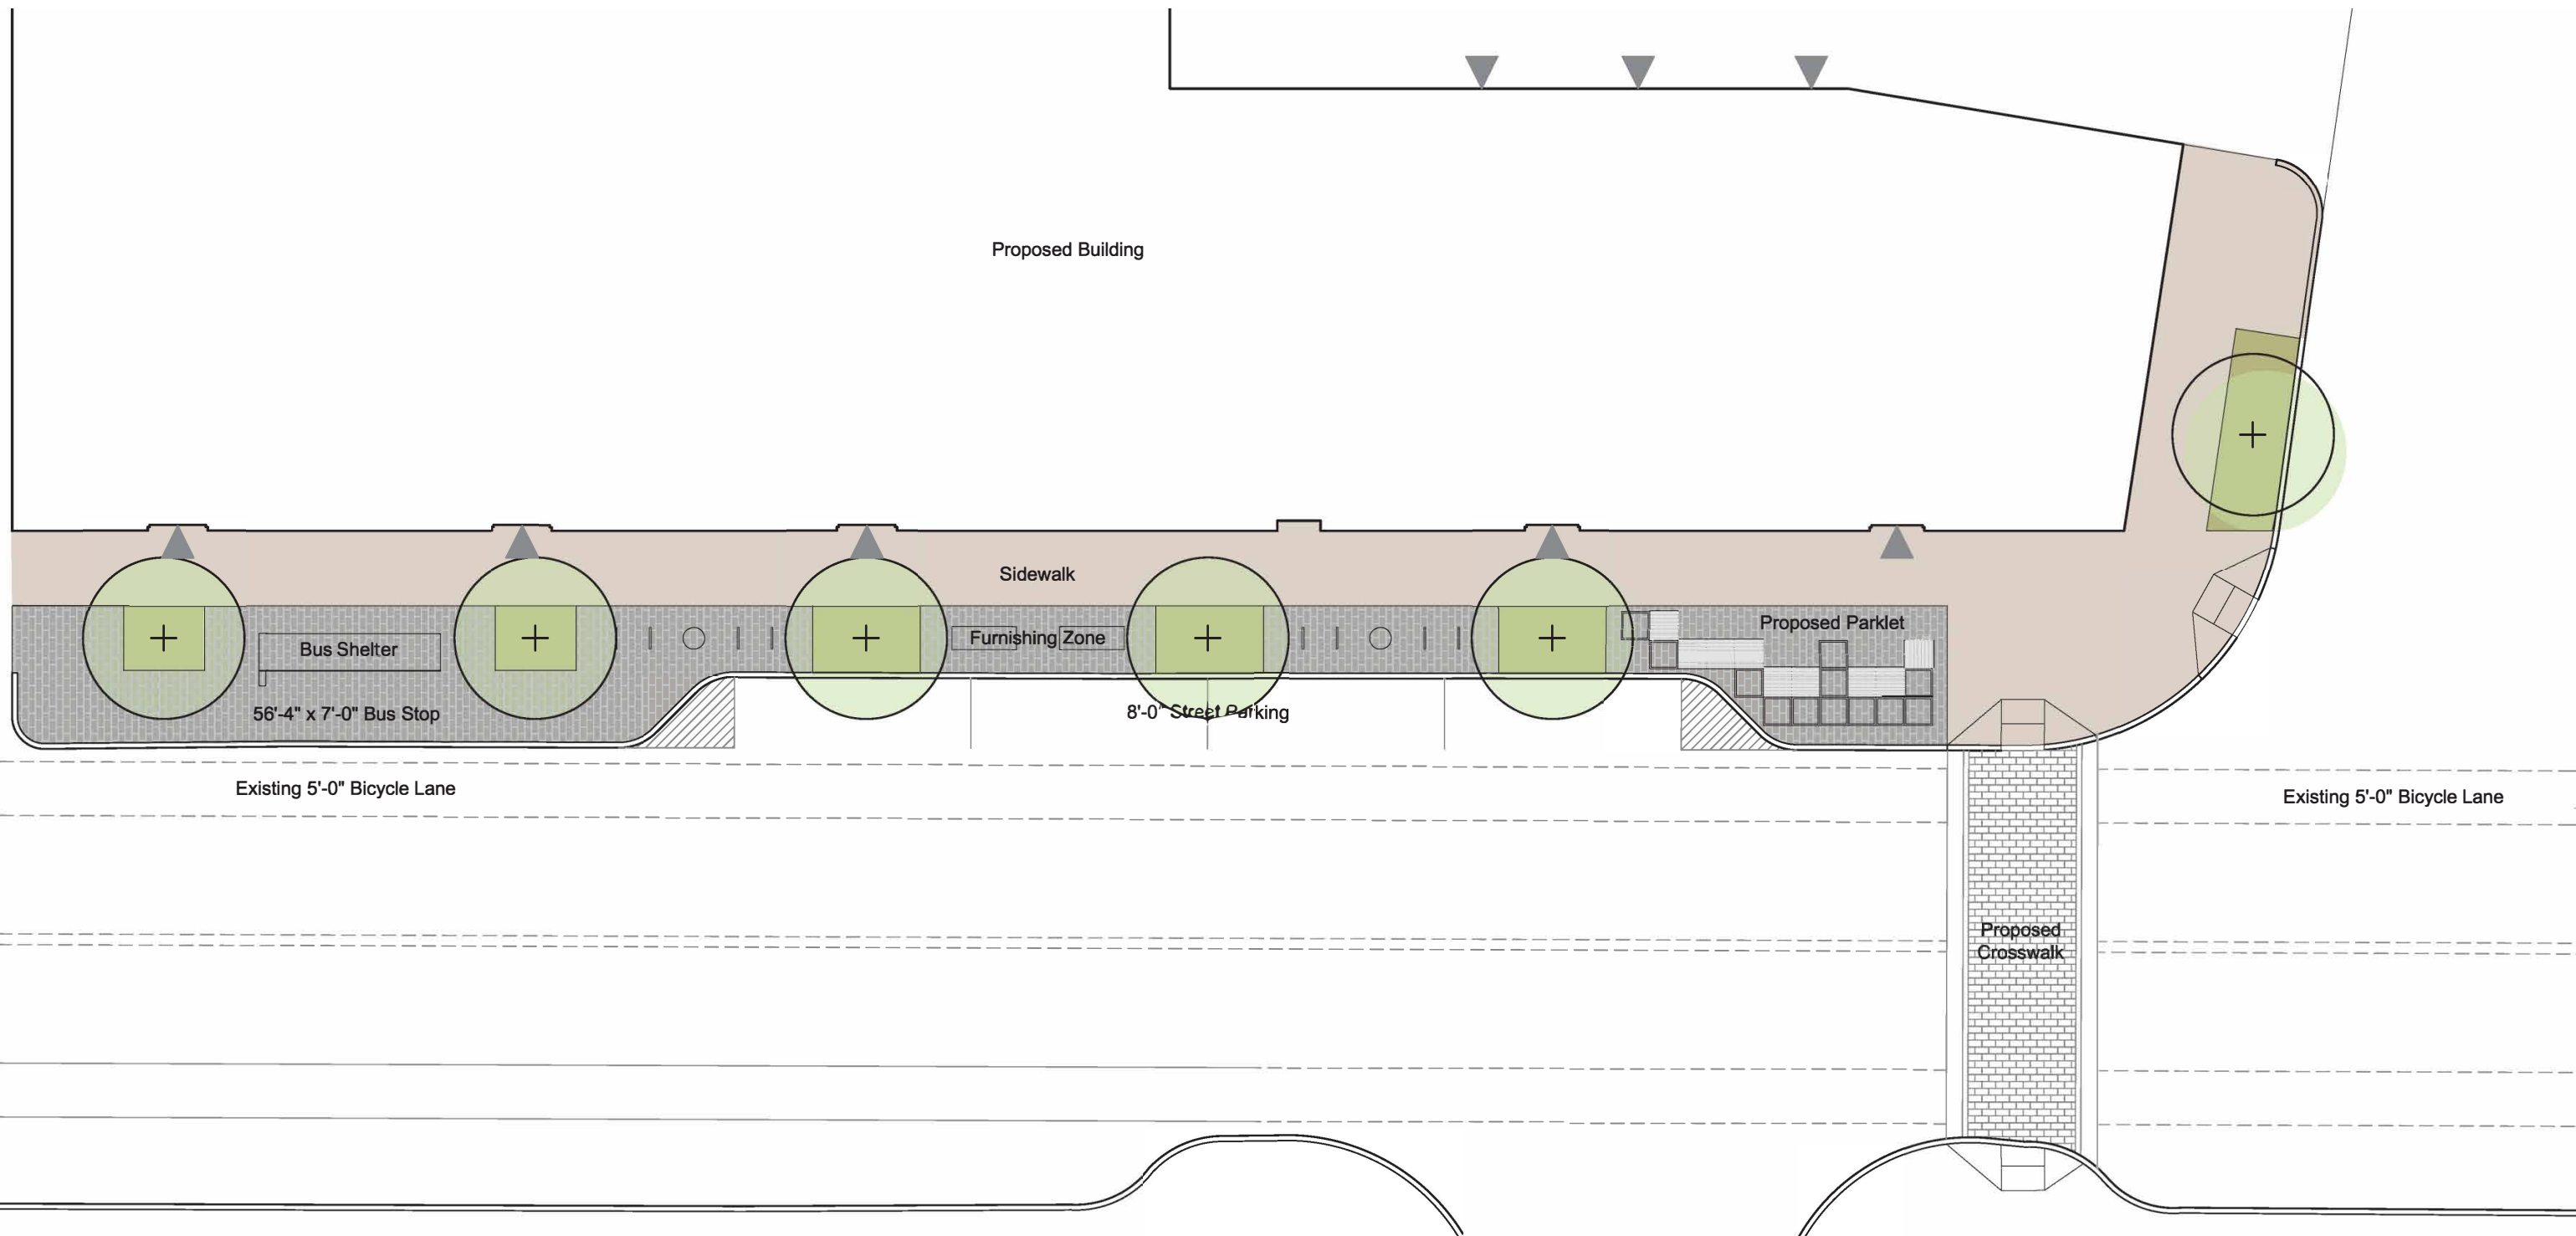 Proposed Building
Sidewalk
Bus Shelter
Furnishing Zone
Proposed Parklet
56'-4" x 7'-0" Bus Stop
8'-0" Street Parking
Existing 5'-0" Bicycle Lane
Existing 5'-0" Bicycle Lane
Proposed
Crosswalk